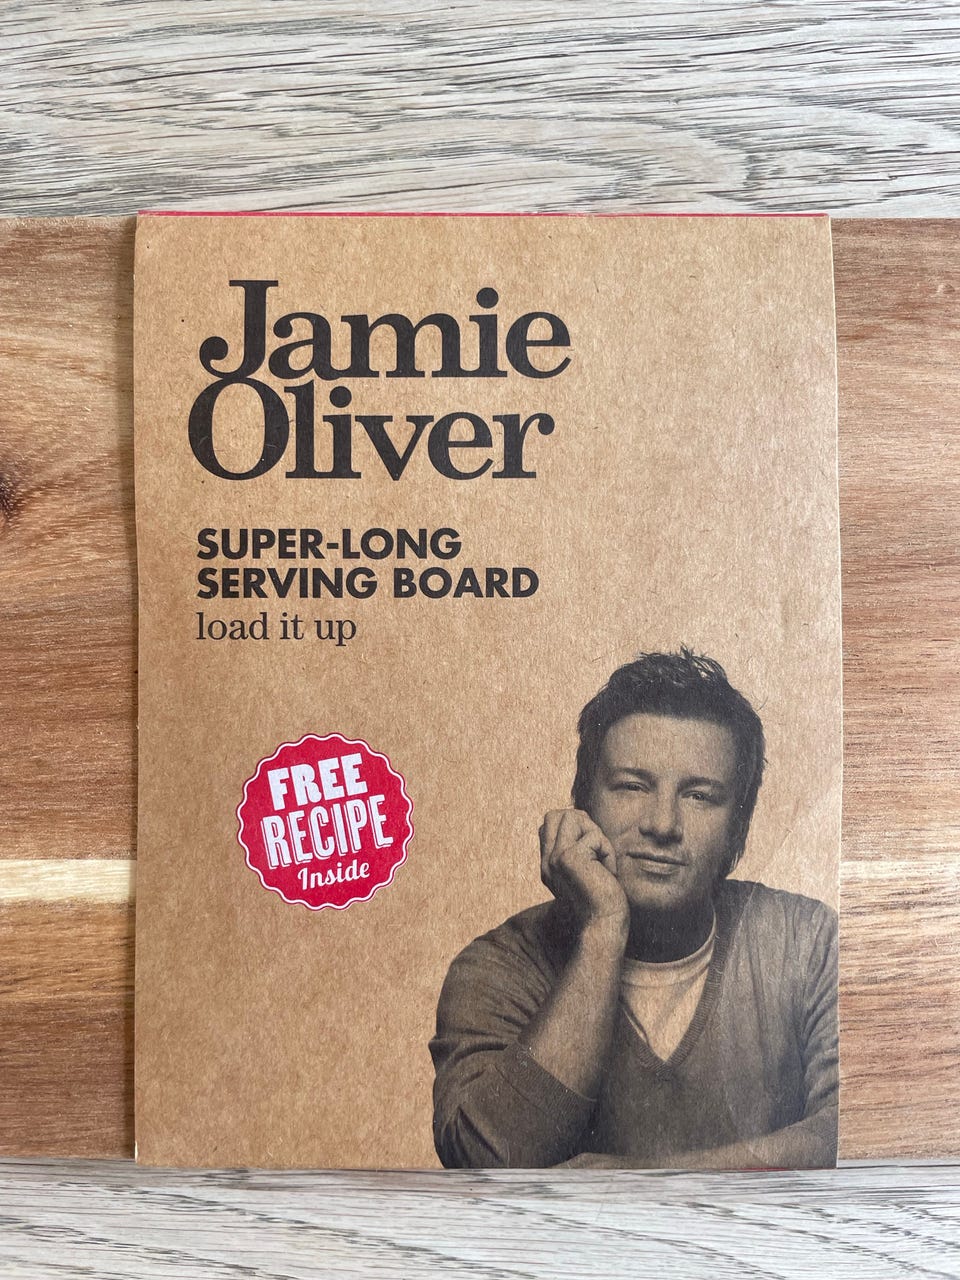 Jamie
Oliver
SUPER-LONG
SERVING BOARD
load it up
FREE
RECIPE
Inside